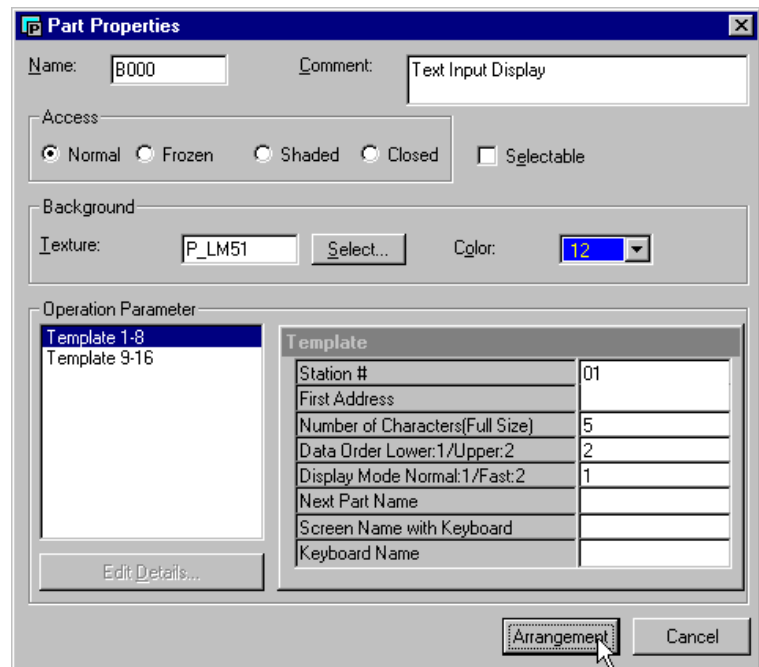 Part Properties
Name: B000 Comment: Text Input Display
Access
Normal Frozen Shaded Closed Selectable
Background
Texture: P_LM51 Select... Color: 12
Operation Parameter
Template 1-8
Template 9-16
Template
Station # 01
First Address
Number of Characters(Full Size) 5
Data Order Lower:1/Upper:2 2
Display Mode Normal:1/Fast:2 1
Next Part Name
Screen Name with Keyboard
Keyboard Name
Edit Details...
Arrangement Cancel